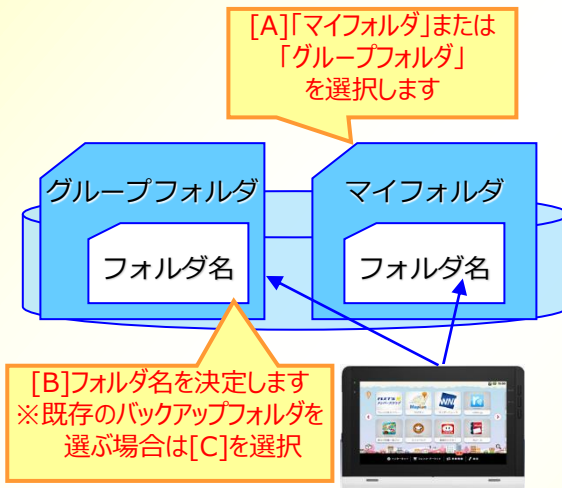 [A]「マイフォルダ」または
「グループフォルダ」
を選択します
グループフォルダ
マイフォルダ
フォルダ名
フォルダ名
[B]フォルダ名を決定します
※既存のバックアップフォルダを
選ぶ場合は[C]を選択